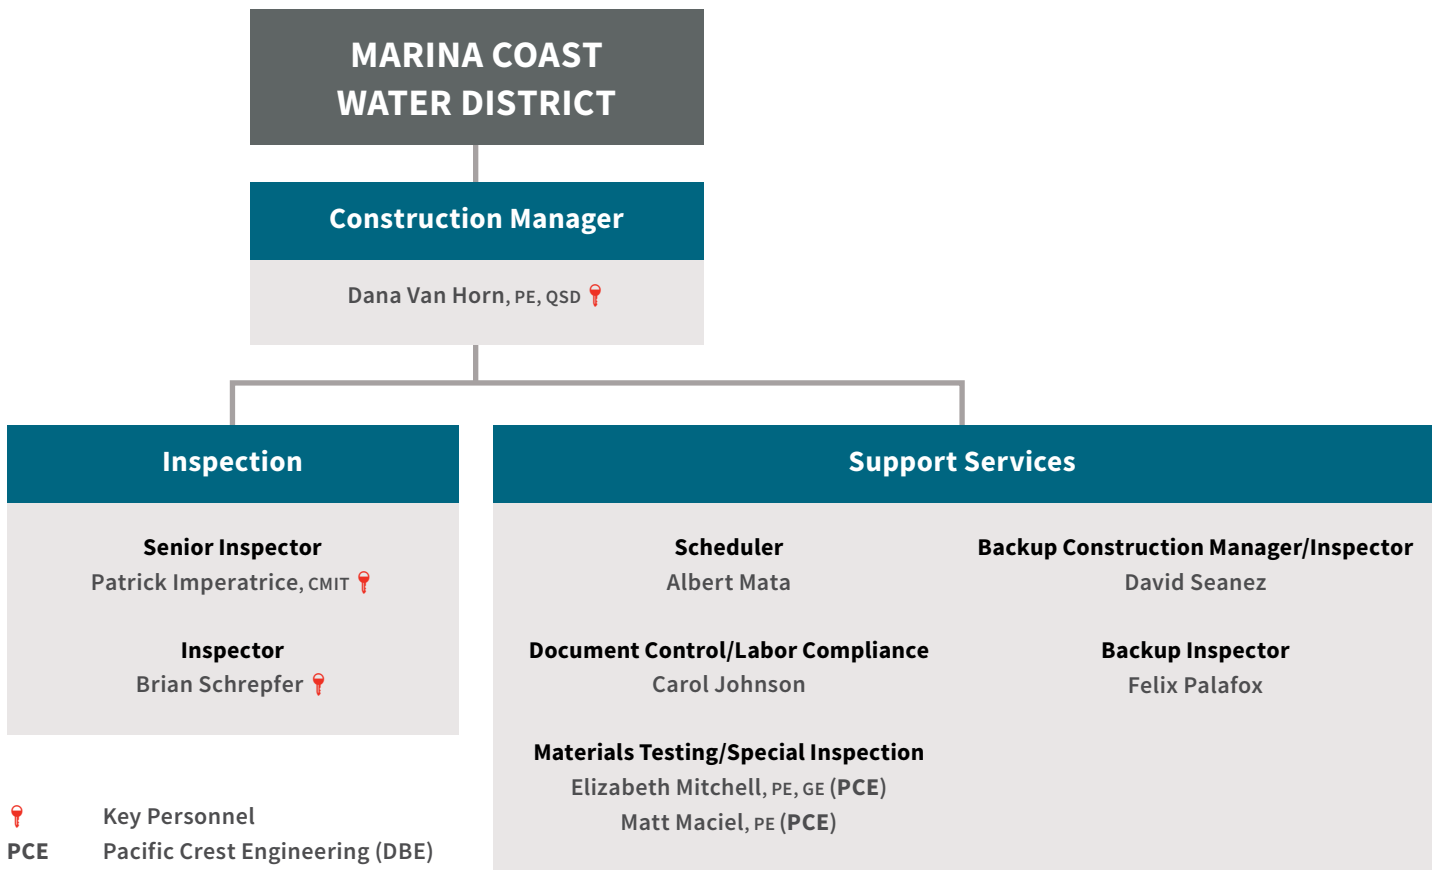 MARINA COAST
WATER DISTRICT
Construction Manager
Dana Van Horn, PE, QSD
Inspection
Senior Inspector
Patrick Imperatrice, CMIT
Inspector
Brian Schrepfer
Support Services
Scheduler
Albert Mata
Document Control/Labor Compliance
Carol Johnson
Materials Testing/Special Inspection
Elizabeth Mitchell, PE, GE (PCE)
Matt Maciel, PE (PCE)
Backup Construction Manager/Inspector
David Seanez
Backup Inspector
Felix Palafox
Key Personnel
PCE Pacific Crest Engineering (DBE)